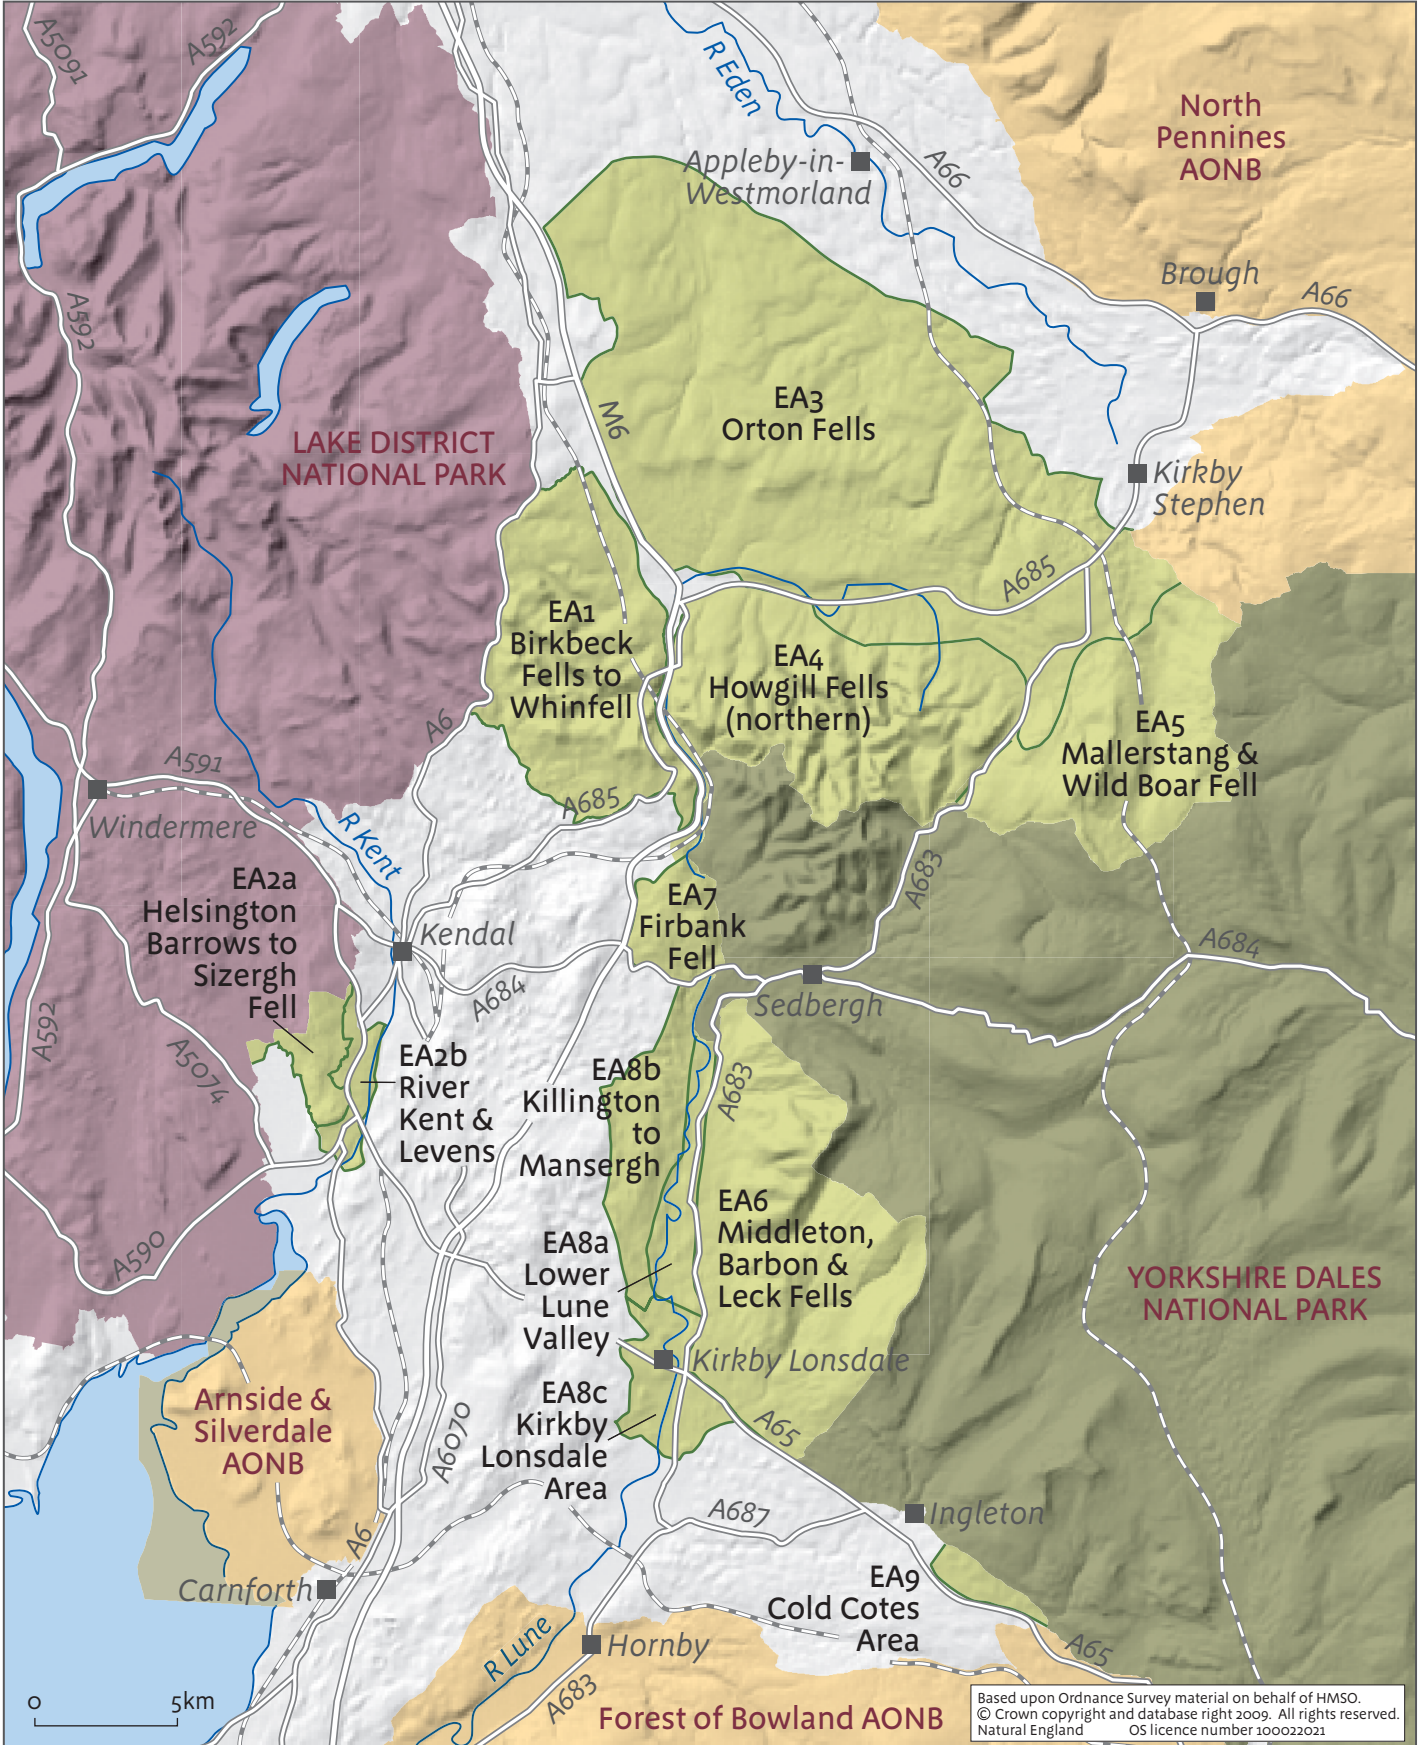 A5091
A592
R Eden
North
Pennines
AONB
Appleby-in-
Westmorland
A66
Brough
A66
A592
EA3
Orton Fells
M6
LAKE DISTRICT
NATIONAL PARK
Kirkby
Stephen
A685
EA1
Birkbeck
Fells to
Whinfell
EA4
Howgill Fells
(northern)
A6
EA5
Mallerstang &
Wild Boar Fell
A591
A685
Windermere
R Kent
EA2a
Helsington
Barrows to
Sizergh
Fell
EA7
Firbank
Fell
A683
Kendal
A684
A684
Sedbergh
A592
A5074
EA2b
River
Kent &
Levens
EA8b
Killington
to
Mansergh
A683
EA6
Middleton,
Barbon &
Leck Fells
A590
EA8a
Lower
Lune
Valley
YORKSHIRE DALES
NATIONAL PARK
Kirkby Lonsdale
Arnside &
Silverdale
AONB
EA8c
Kirkby
Lonsdale
Area
A65
A6070
A687
Ingleton
A6
Carnforth
EA9
Cold Cotes
Area
R Lune
Hornby
A65
A683
0 5km
Forest of Bowland AONB
Based upon Ordnance Survey material on behalf of HMSO.
© Crown copyright and database right 2009. All rights reserved.
Natural England OS licence number 100022021